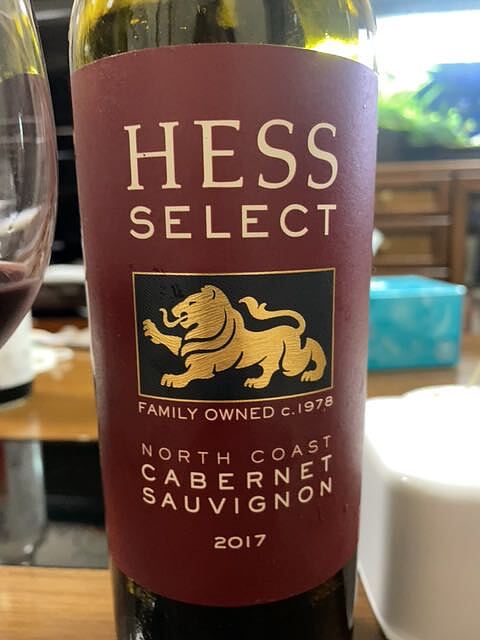 HESS
SELECT
FAMILY OWNED c.1978
NORTH COAST
CABERNET
SAUVIGNON
2017